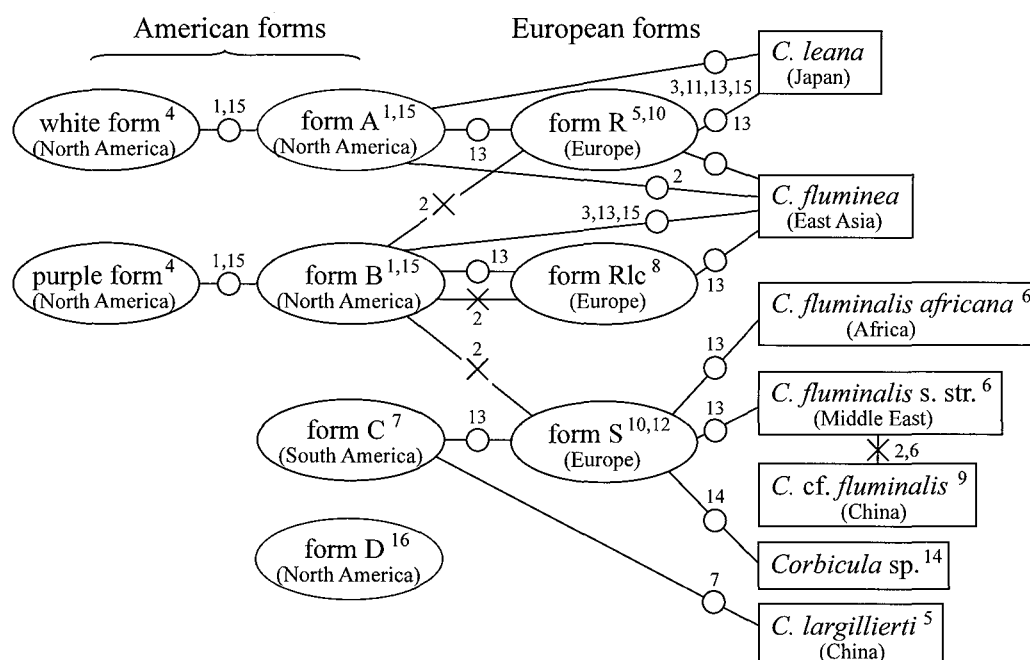 American forms
European forms
C. leana
(Japan)
3,11,13,15
1,15
white form 4
(North America)
form A 1,15
(North America)
13
form R 5,10
(Europe)
13
2
2
C. fluminea
(East Asia)
3,13,15
1,15
purple form 4
(North America)
form B 1,15
(North America)
13
2
form Rlc 8
(Europe)
13
C. fluminalis africana 6
(Africa)
2
13
C. fluminalis s. str. 6
(Middle East)
13
2,6
form C 7
(South America)
13
form S 10,12
(Europe)
C. cf. fluminalis 9
(China)
14
form D 16
(North America)
Corbicula sp. 14
7
C. largillierti 5
(China)